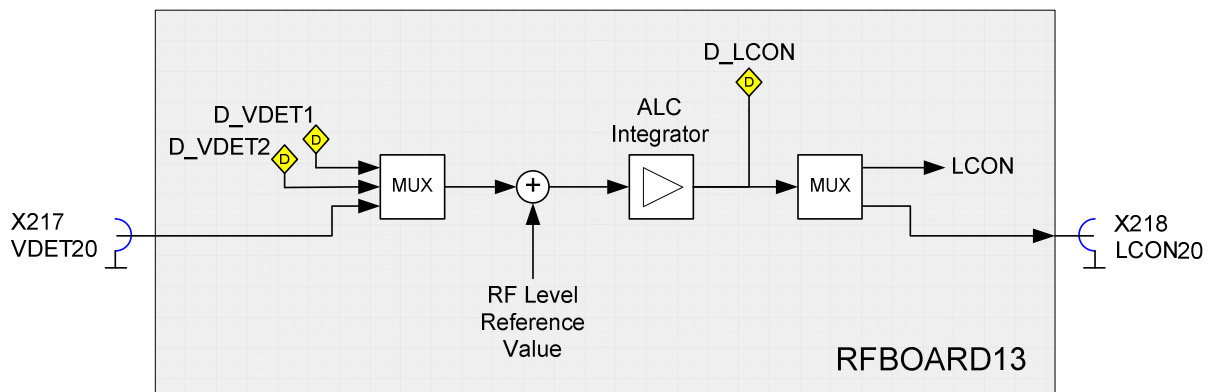 D_LCON
D
D_VDET1
D
D_VDET2
D
ALC
Integrator
MUX
+
MUX
LCON
X217
VDET20
X218
LCON20
RF Level
Reference
Value
RFBOARD13